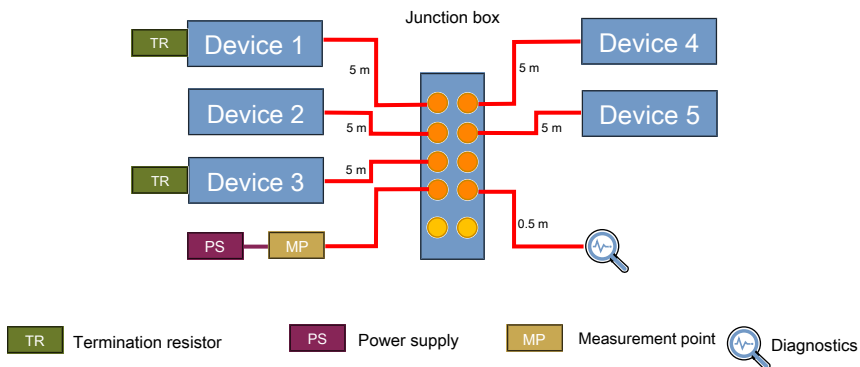 Junction box
TR
Device 1
Device 4
5 m
5 m
Device 2
Device 5
5 m
5 m
TR
Device 3
5 m
PS
MP
0.5 m
TR
Termination resistor
PS
Power supply
MP
Measurement point
Diagnostics